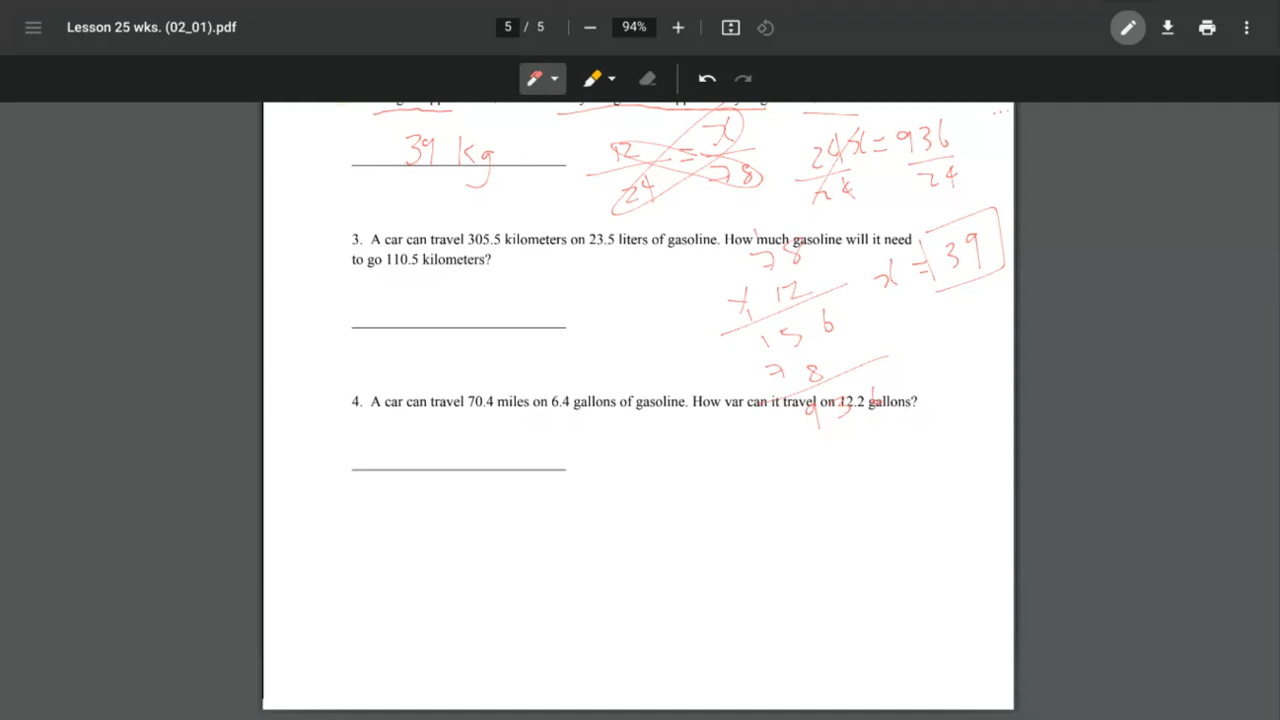 Lesson 25 wks. (02_01).pdf
5 / 5
94%
39 kg
12/24 = x/78
24x = 936
24 24
3. A car can travel 305.5 kilometers on 23.5 liters of gasoline. How much gasoline will it need
to go 110.5 kilometers?
x = 39
1
78
x 12
1
156
78
936
4. A car can travel 70.4 miles on 6.4 gallons of gasoline. How var can it travel on 12.2 gallons?